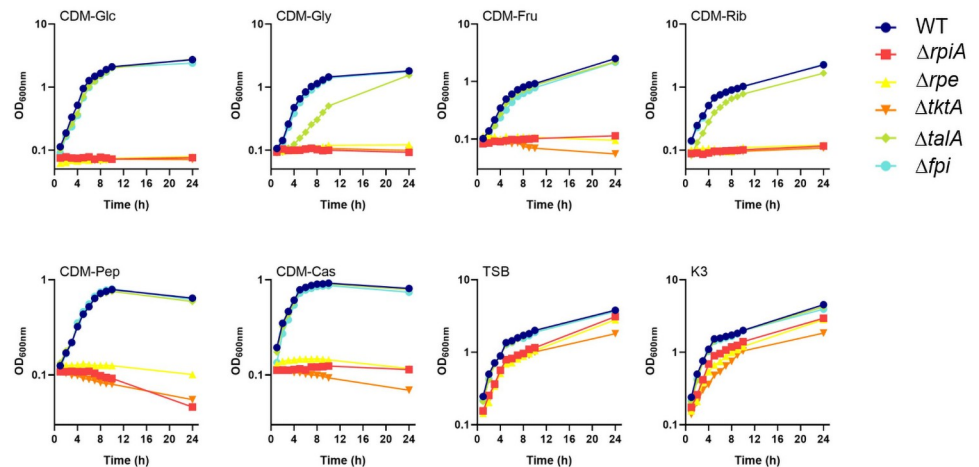 CDM-Glc
10
1
0.1
OD600nm
0 4 8 12 16 20 24
Time (h)
CDM-Gly
10
1
0.1
OD600nm
0 4 8 12 16 20 24
Time (h)
CDM-Fru
10
1
0.1
OD600nm
0 4 8 12 16 20 24
Time (h)
CDM-Rib
10
1
0.1
OD600nm
0 4 8 12 16 20 24
Time (h)
WT
ΔrpiA
Δrpe
ΔtktA
ΔtalA
Δfpi
CDM-Pep
1
0.1
OD600nm
0 4 8 12 16 20 24
Time (h)
CDM-Cas
1
0.1
OD600nm
0 4 8 12 16 20 24
Time (h)
TSB
10
1
0.1
OD600nm
0 4 8 12 16 20 24
Time (h)
K3
10
1
0.1
OD600nm
0 4 8 12 16 20 24
Time (h)